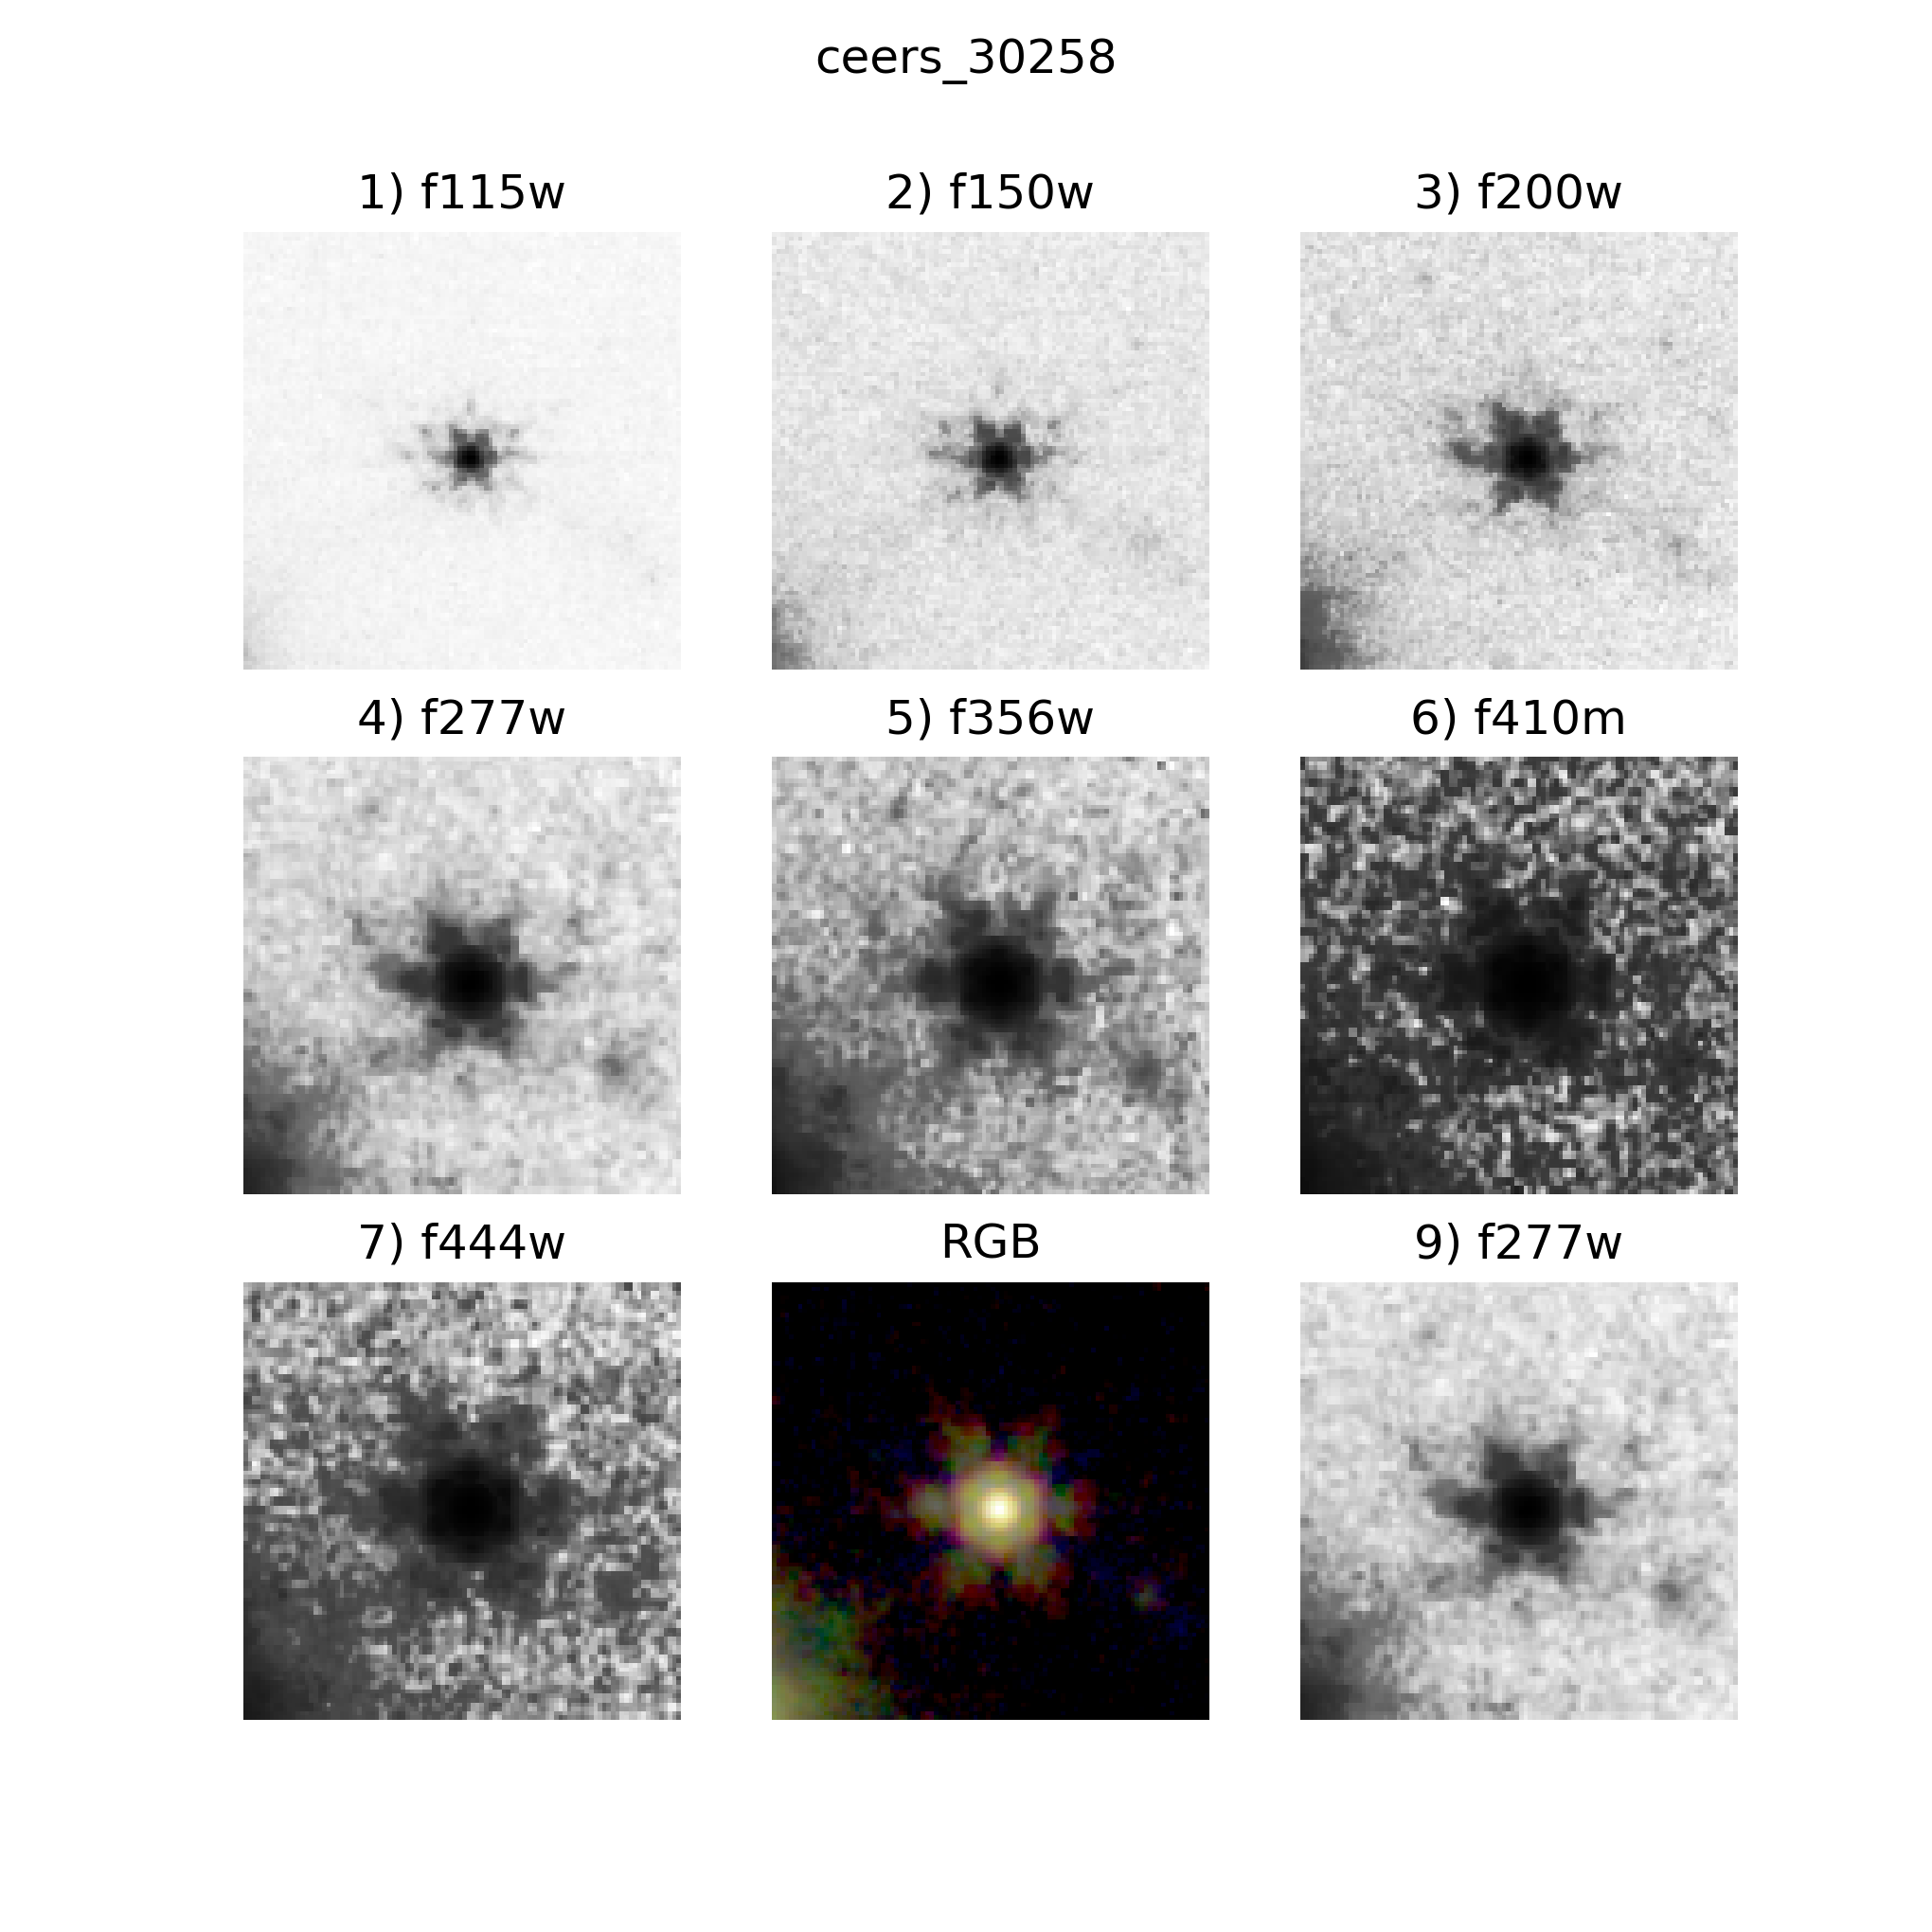 ceers_30258
1) f115w
2) f150w
3) f200w
4) f277w
5) f356w
6) f410m
7) f444w
RGB
9) f277w